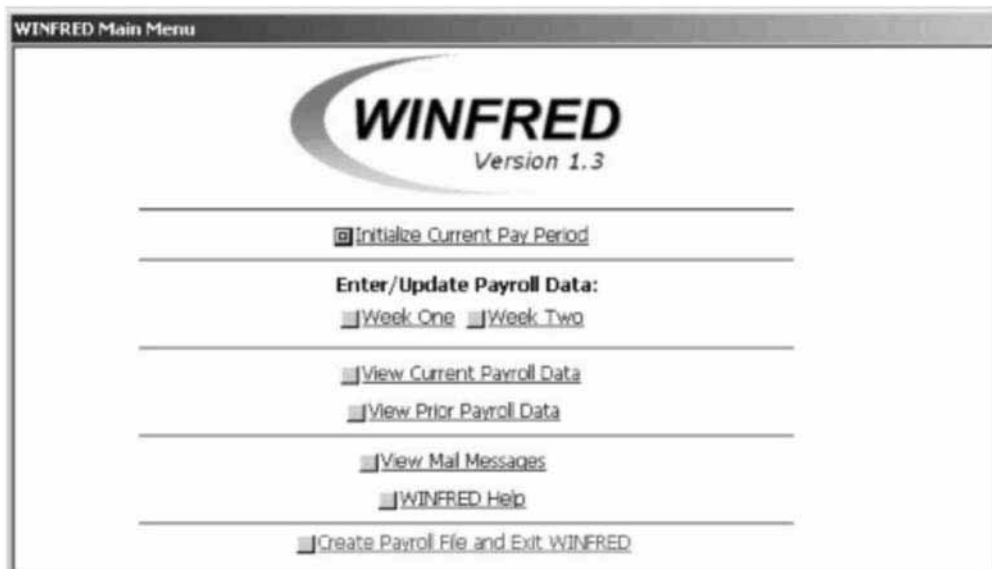 WINFRED Main Menu
WINFRED
Version 1.3
Initialize Current Pay Period
Enter/Update Payroll Data:
Week One Week Two
View Current Payroll Data
View Prior Payroll Data
View Mail Messages
WINFRED Help
Create Payroll File and Exit WINFRED